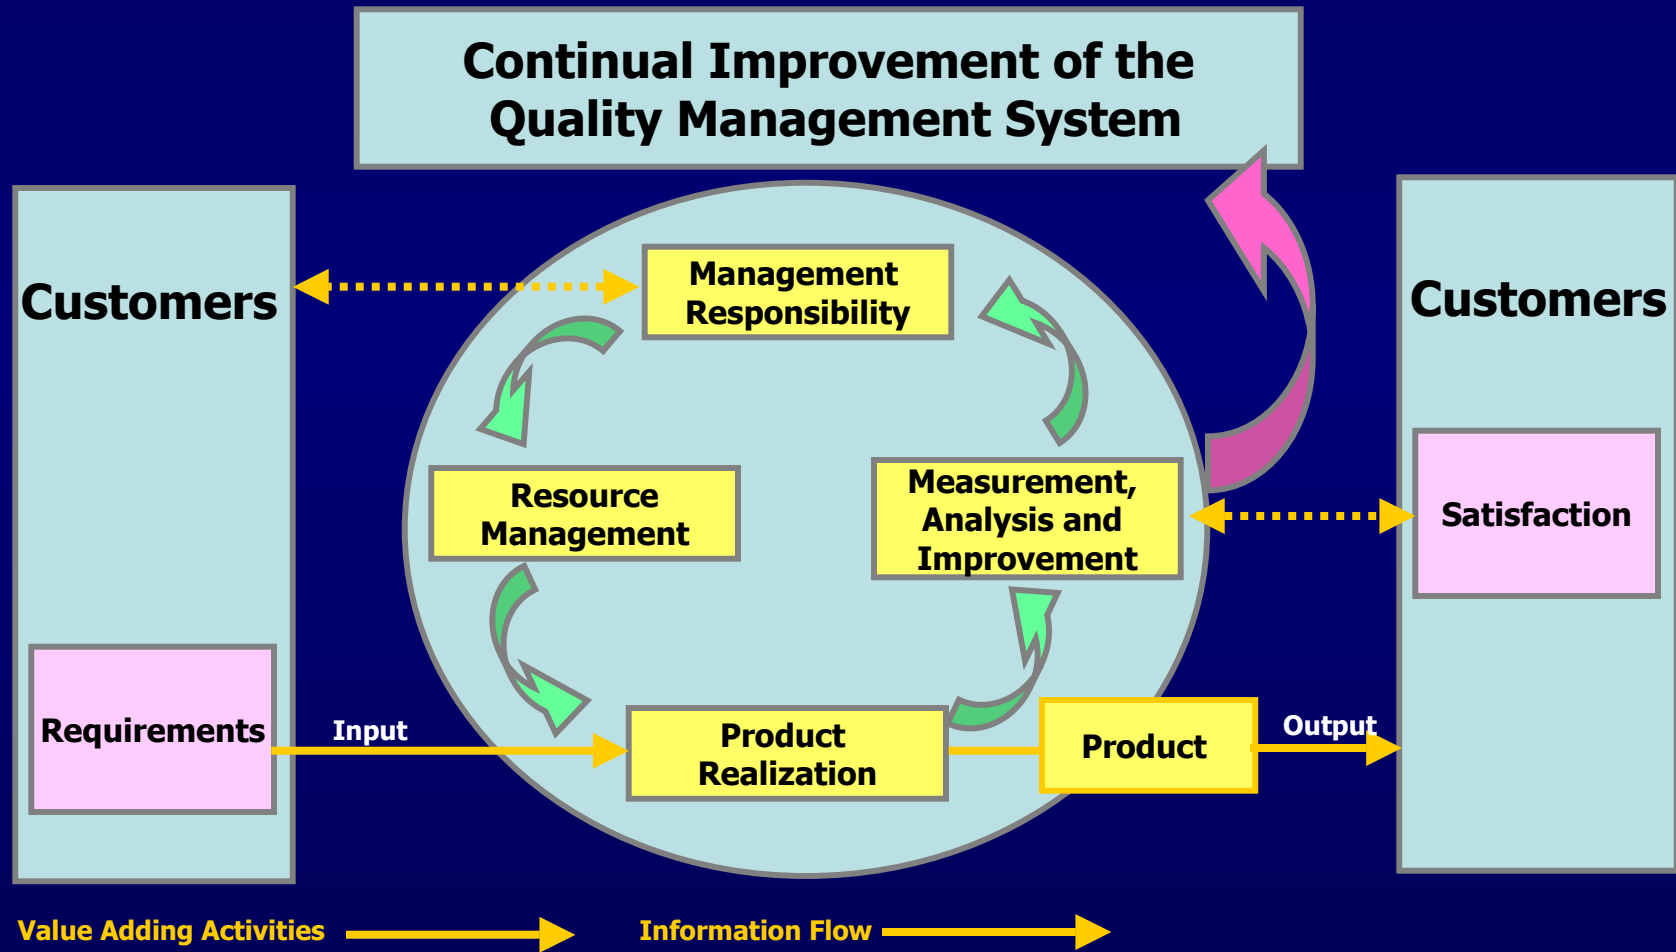 Continual Improvement of the
Quality Management System
Customers
Management
Responsibility
Customers
Resource
Management
Measurement,
Analysis and
Improvement
Satisfaction
Requirements
Input
Product
Realization
Product
Output
Value Adding Activities
Information Flow